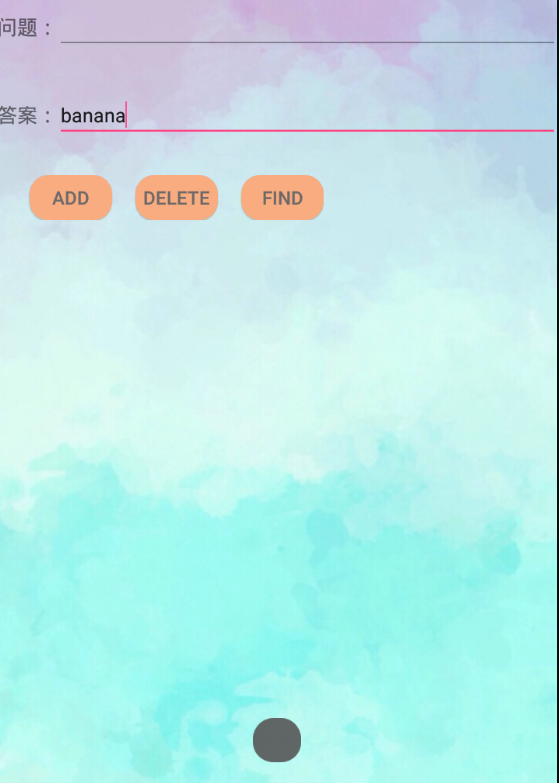 问题：
答案：banana
ADD DELETE FIND